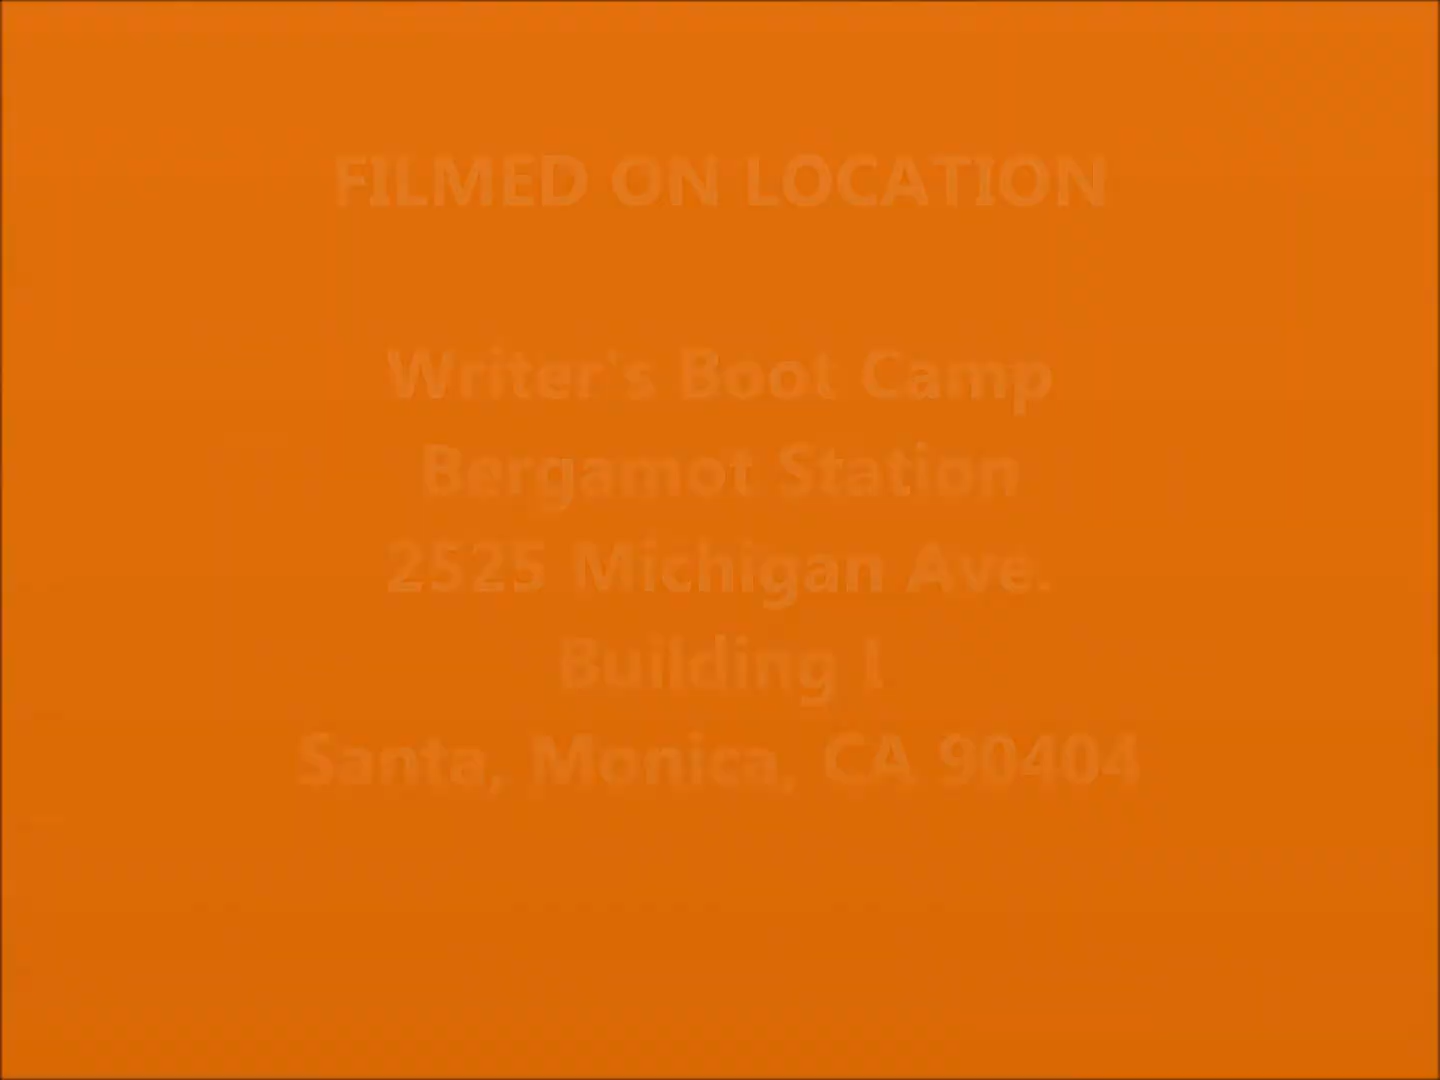 FILMED ON LOCATION
Writer's Boot Camp
Bergamot Station
2525 Michigan Ave.
Building I
Santa, Monica, CA 90404